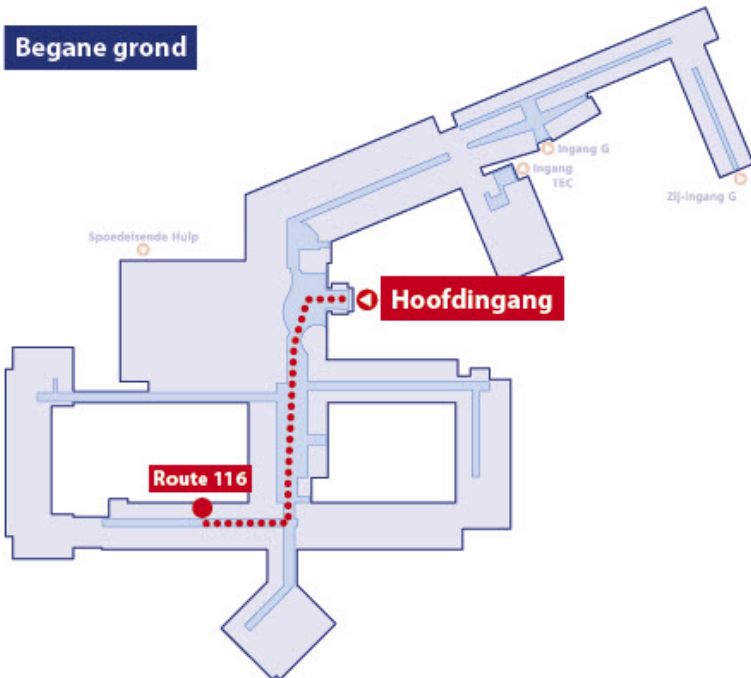 Begane grond
Ingang G
Ingang
TEC
Zij-ingang G
Spoedeisende Hulp
Hoofdingang
Route 116